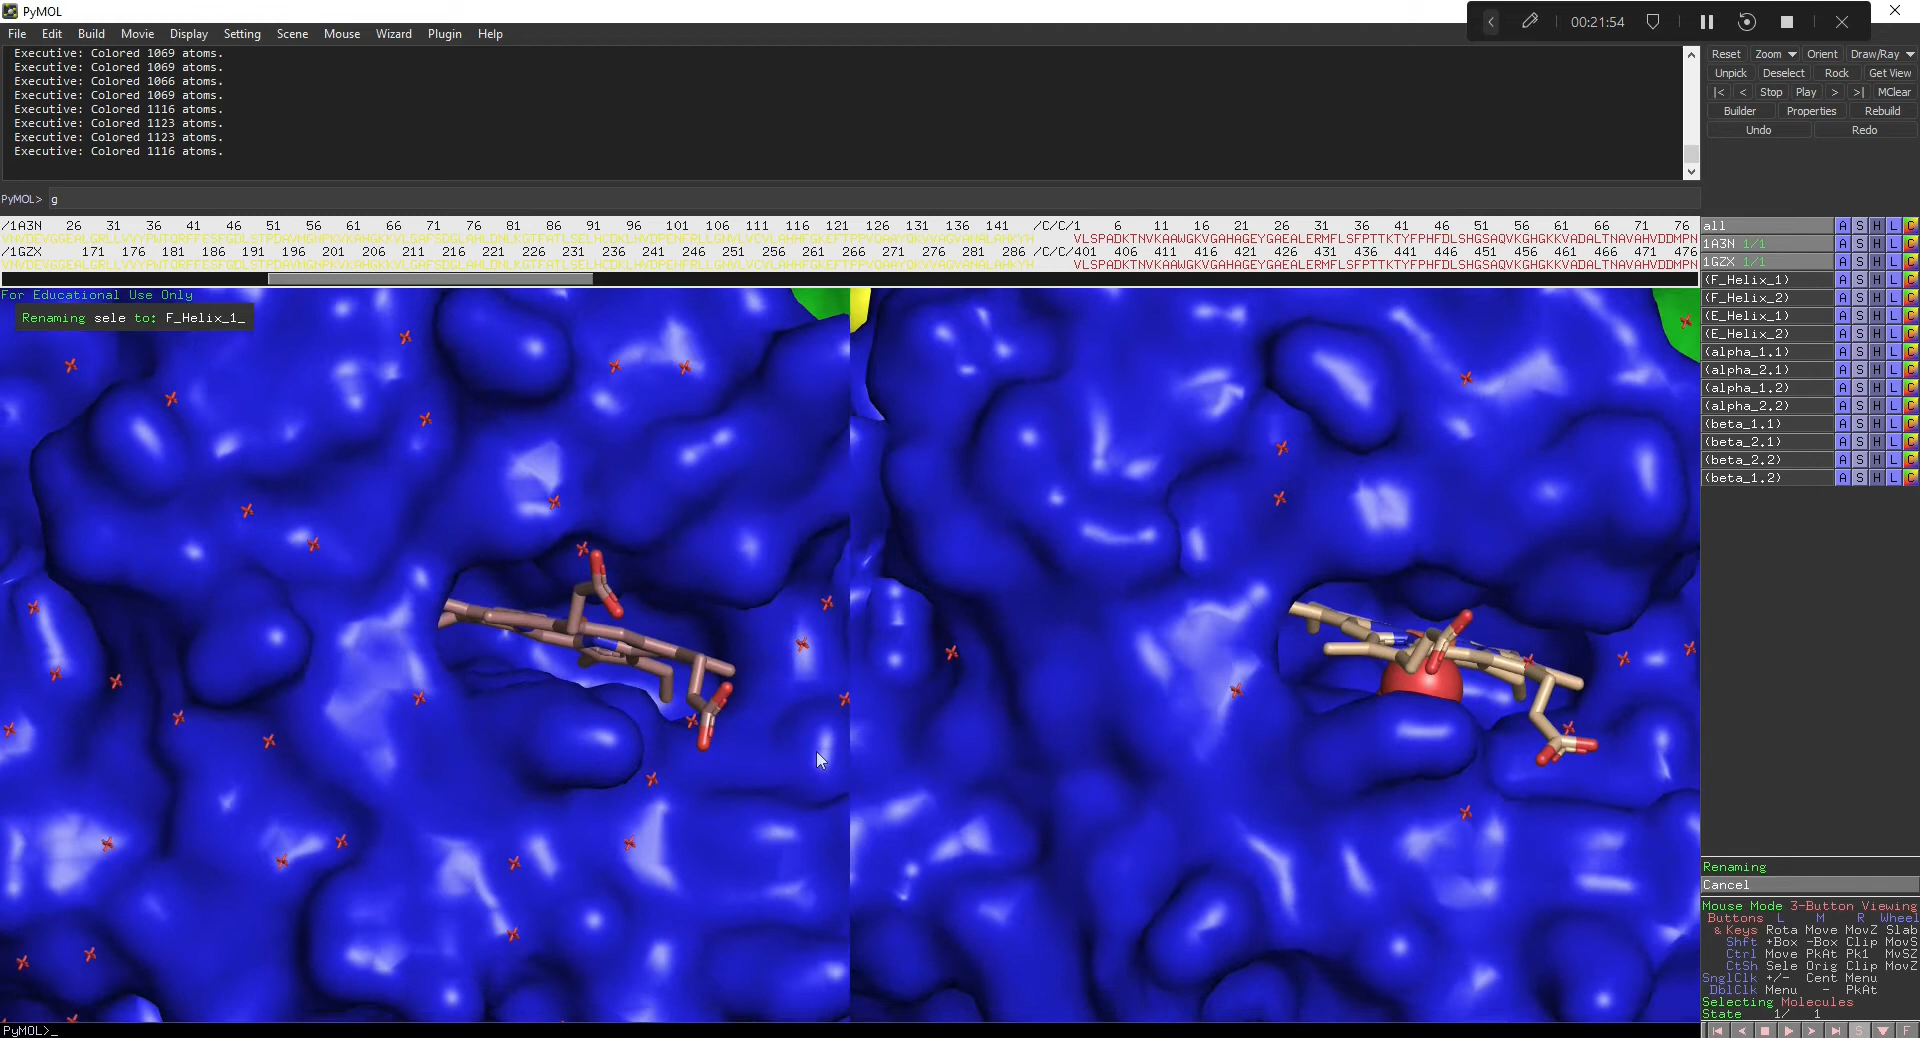 PyMOL
00:21:54
File Edit Build Movie Display Setting Scene Mouse Wizard Plugin Help
Executive: Colored 1069 atoms.
Executive: Colored 1069 atoms.
Executive: Colored 1066 atoms.
Executive: Colored 1069 atoms.
Executive: Colored 1116 atoms.
Executive: Colored 1123 atoms.
Executive: Colored 1123 atoms.
Executive: Colored 1116 atoms.
Reset Zoom Orient Draw/Ray
Unpick Deselect Rock Get View
|< < Stop Play > >| MClear
Builder Properties Rebuild
Undo Redo
PyMOL> g
/1A3N 26 31 36 41 46 51 56 61 66 71 76 81 86 91 96 101 106 111 116 121 126 131 136 141 /C/C/1 6 11 16 21 26 31 36 41 46 51 56 61 66 71 76
VHVDEVGGEALGRLLVVYPWTQRFFESFGDLSTPDAVMGNPKVKAHGKKVLGAFSDGLAHLDNLKGTFATLSELHCDKLHVDPENFRLLGNVLVCVLAHHFGKEFTPPVQAAYQKVVAGVANALAHKYH VLSPADKTNVKAAWGKVGAHAGEYGAEALERMFLSFPTTKTYFPHFDLSHGSAQVKGHGKKVADALTNAVAHVDDMPN
/1GZX 171 176 181 186 191 196 201 206 211 216 221 226 231 236 241 246 251 256 261 266 271 276 281 286 /C/C/401 406 411 416 421 426 431 436 441 446 451 456 461 466 471 476
VHVDEVGGEALGRLLVVYPWTQRFFESFGDLSTPDAVMGNPKVKAHGKKVLGAFSDGLAHLDNLKGTFATLSELHCDKLHVDPENFRLLGNVLVCVLAHHFGKEFTPPVQAAYQKVVAGVANALAHKYH VLSPADKTNVKAAWGKVGAHAGEYGAEALERMFLSFPTTKTYFPHFDLSHGSAQVKGHGKKVADALTNAVAHVDDMPN
For Educational Use Only
Renaming sele to: F_Helix_1_
all A S H L C
1A3N 1/1 A S H L C
1GZX 1/1 A S H L C
(F_Helix_1) A S H L C
(F_Helix_2) A S H L C
(E_Helix_1) A S H L C
(E_Helix_2) A S H L C
(alpha_1.1) A S H L C
(alpha_2.1) A S H L C
(alpha_1.2) A S H L C
(alpha_2.2) A S H L C
(beta_1.1) A S H L C
(beta_2.1) A S H L C
(beta_2.2) A S H L C
(beta_1.2) A S H L C
Renaming
Cancel
Mouse Mode 3-Button Viewing
Buttons L M R Wheel
& Keys Rota Move MovZ Slab
Shft +Box -Box Clip MovS
Ctrl Move PkAt Pk1 MvSZ
CtSh Sele Orig Clip MovZ
SnglClk +/- Cent Menu
DblClk Menu - PkAt
Selecting Molecules
State 1/ 1
PyMOL>_
S F